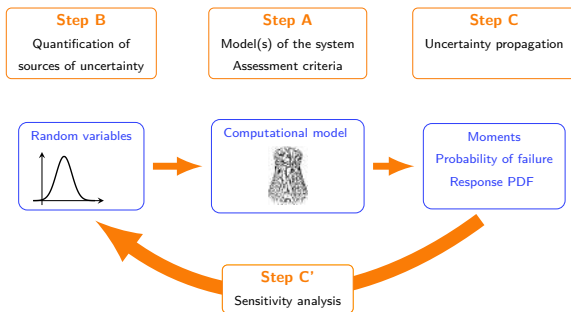 Step B
Quantification of
sources of uncertainty
Step A
Model(s) of the system
Assessment criteria
Step C
Uncertainty propagation
Random variables
Computational model
Moments
Probability of failure
Response PDF
Step C'
Sensitivity analysis